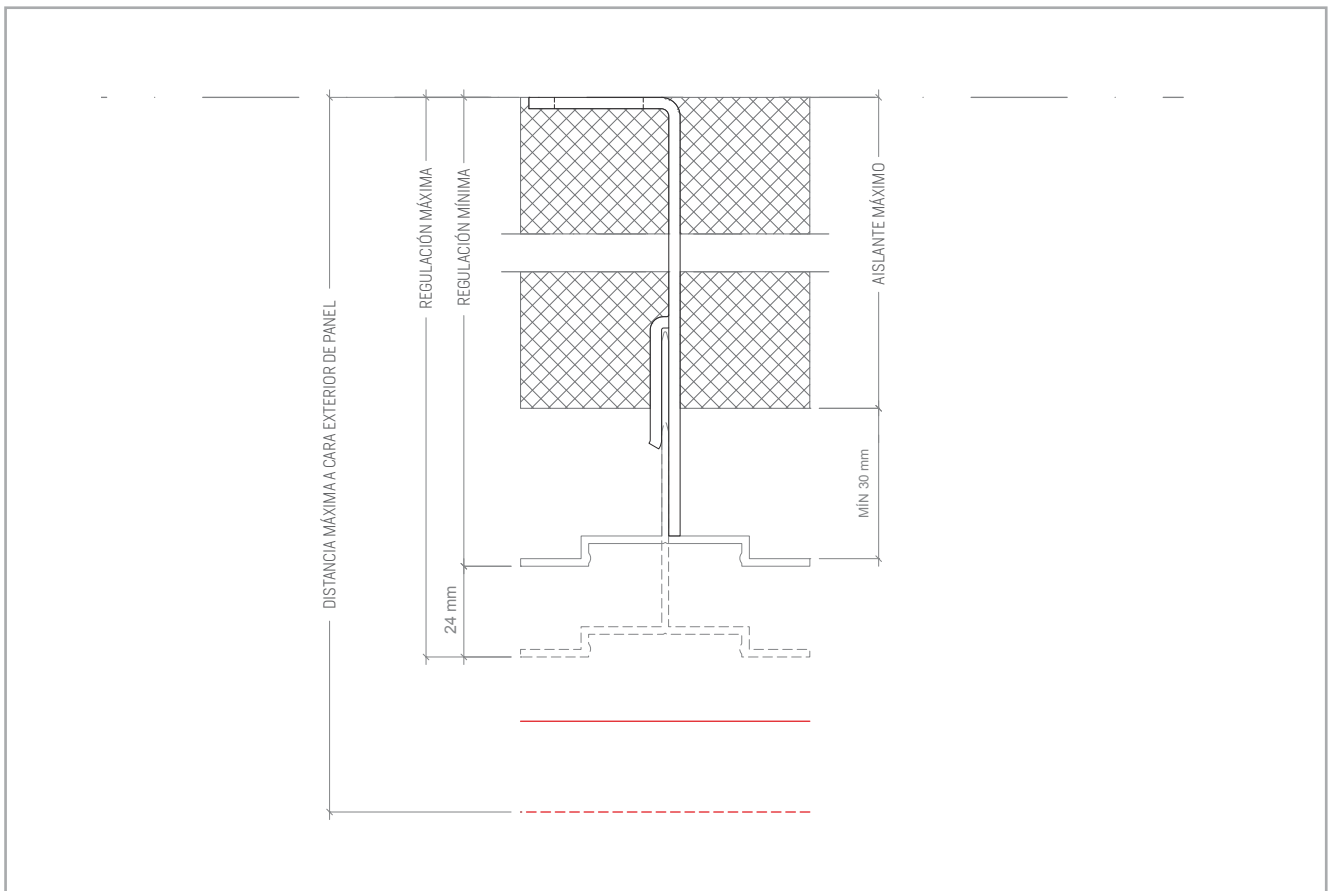 DISTANCIA MÁXIMA A CARA EXTERIOR DE PANEL
REGULACIÓN MÁXIMA
REGULACIÓN MÍNIMA
24 mm
AISLANTE MÁXIMO
MÍN 30 mm